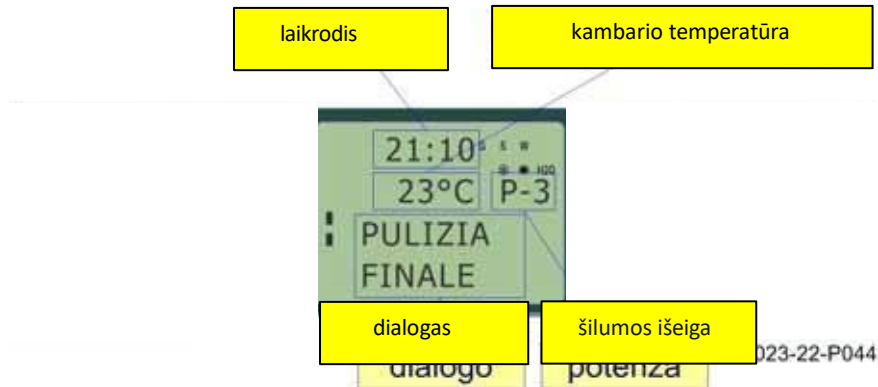 laikrodis
kambario temperatūra
21:10
23°C P-3
PULIZIA
FINALE
dialogas
šilumos išeiga
023-22-P044
dialogo
potenza